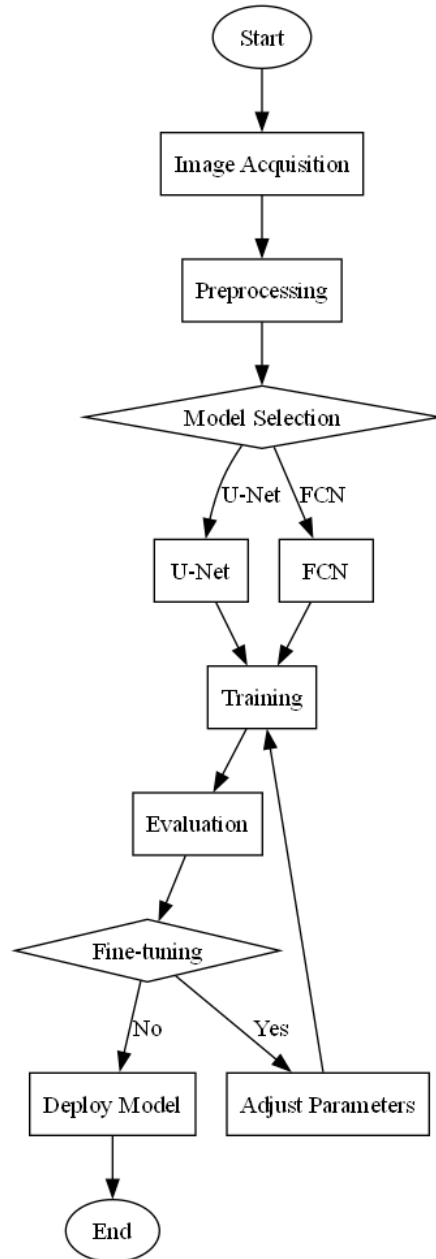 Start
Image Acquisition
Preprocessing
Model Selection
U-Net
FCN
U-Net
FCN
Training
Evaluation
Fine-tuning
No
Yes
Deploy Model
Adjust Parameters
End